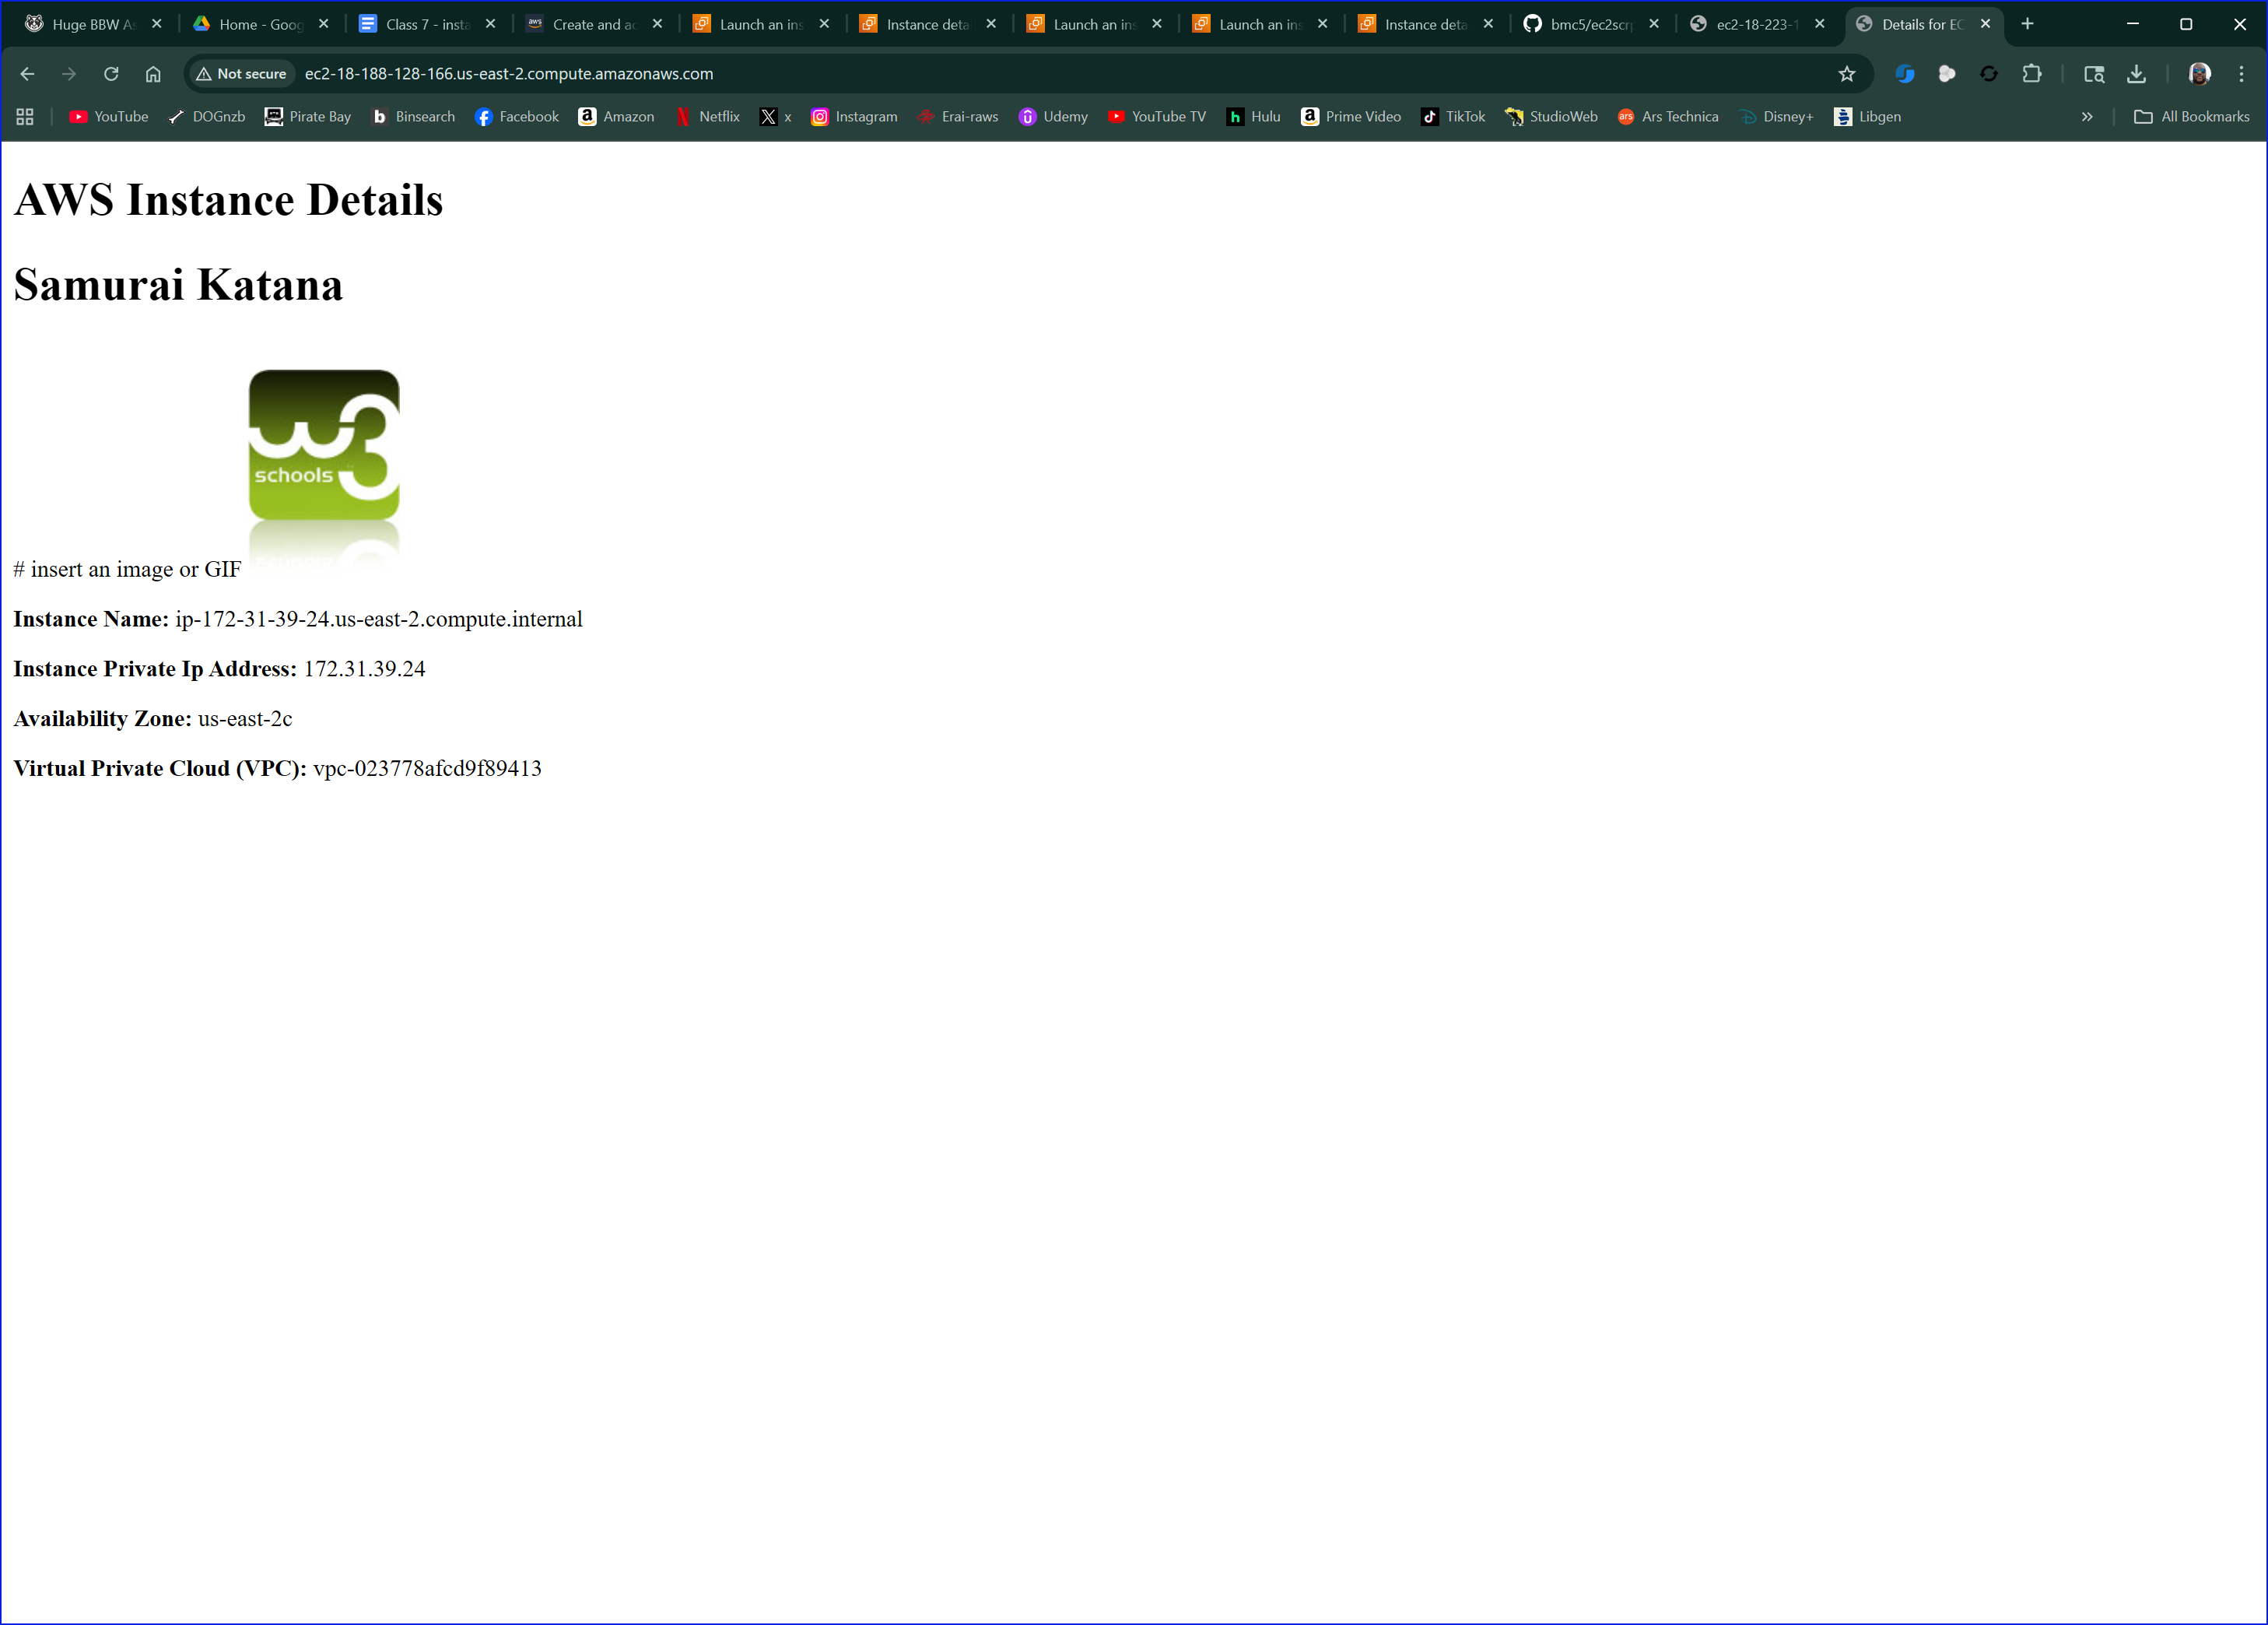 Huge BBW As
Home - Goog
Class 7 - insta
Create and ac
Launch an ins
Instance deta
Launch an ins
Launch an ins
Instance deta
bmc5/ec2scrp
ec2-18-223-1
Details for EC
Not secure
ec2-18-188-128-166.us-east-2.compute.amazonaws.com
YouTube
DOGnzb
Pirate Bay
Binsearch
Facebook
Amazon
Netflix
x
Instagram
Erai-raws
Udemy
YouTube TV
Hulu
Prime Video
TikTok
StudioWeb
Ars Technica
Disney+
Libgen
All Bookmarks
AWS Instance Details
Samurai Katana
w3
schools
# insert an image or GIF
Instance Name: ip-172-31-39-24.us-east-2.compute.internal
Instance Private Ip Address: 172.31.39.24
Availability Zone: us-east-2c
Virtual Private Cloud (VPC): vpc-023778afcd9f89413